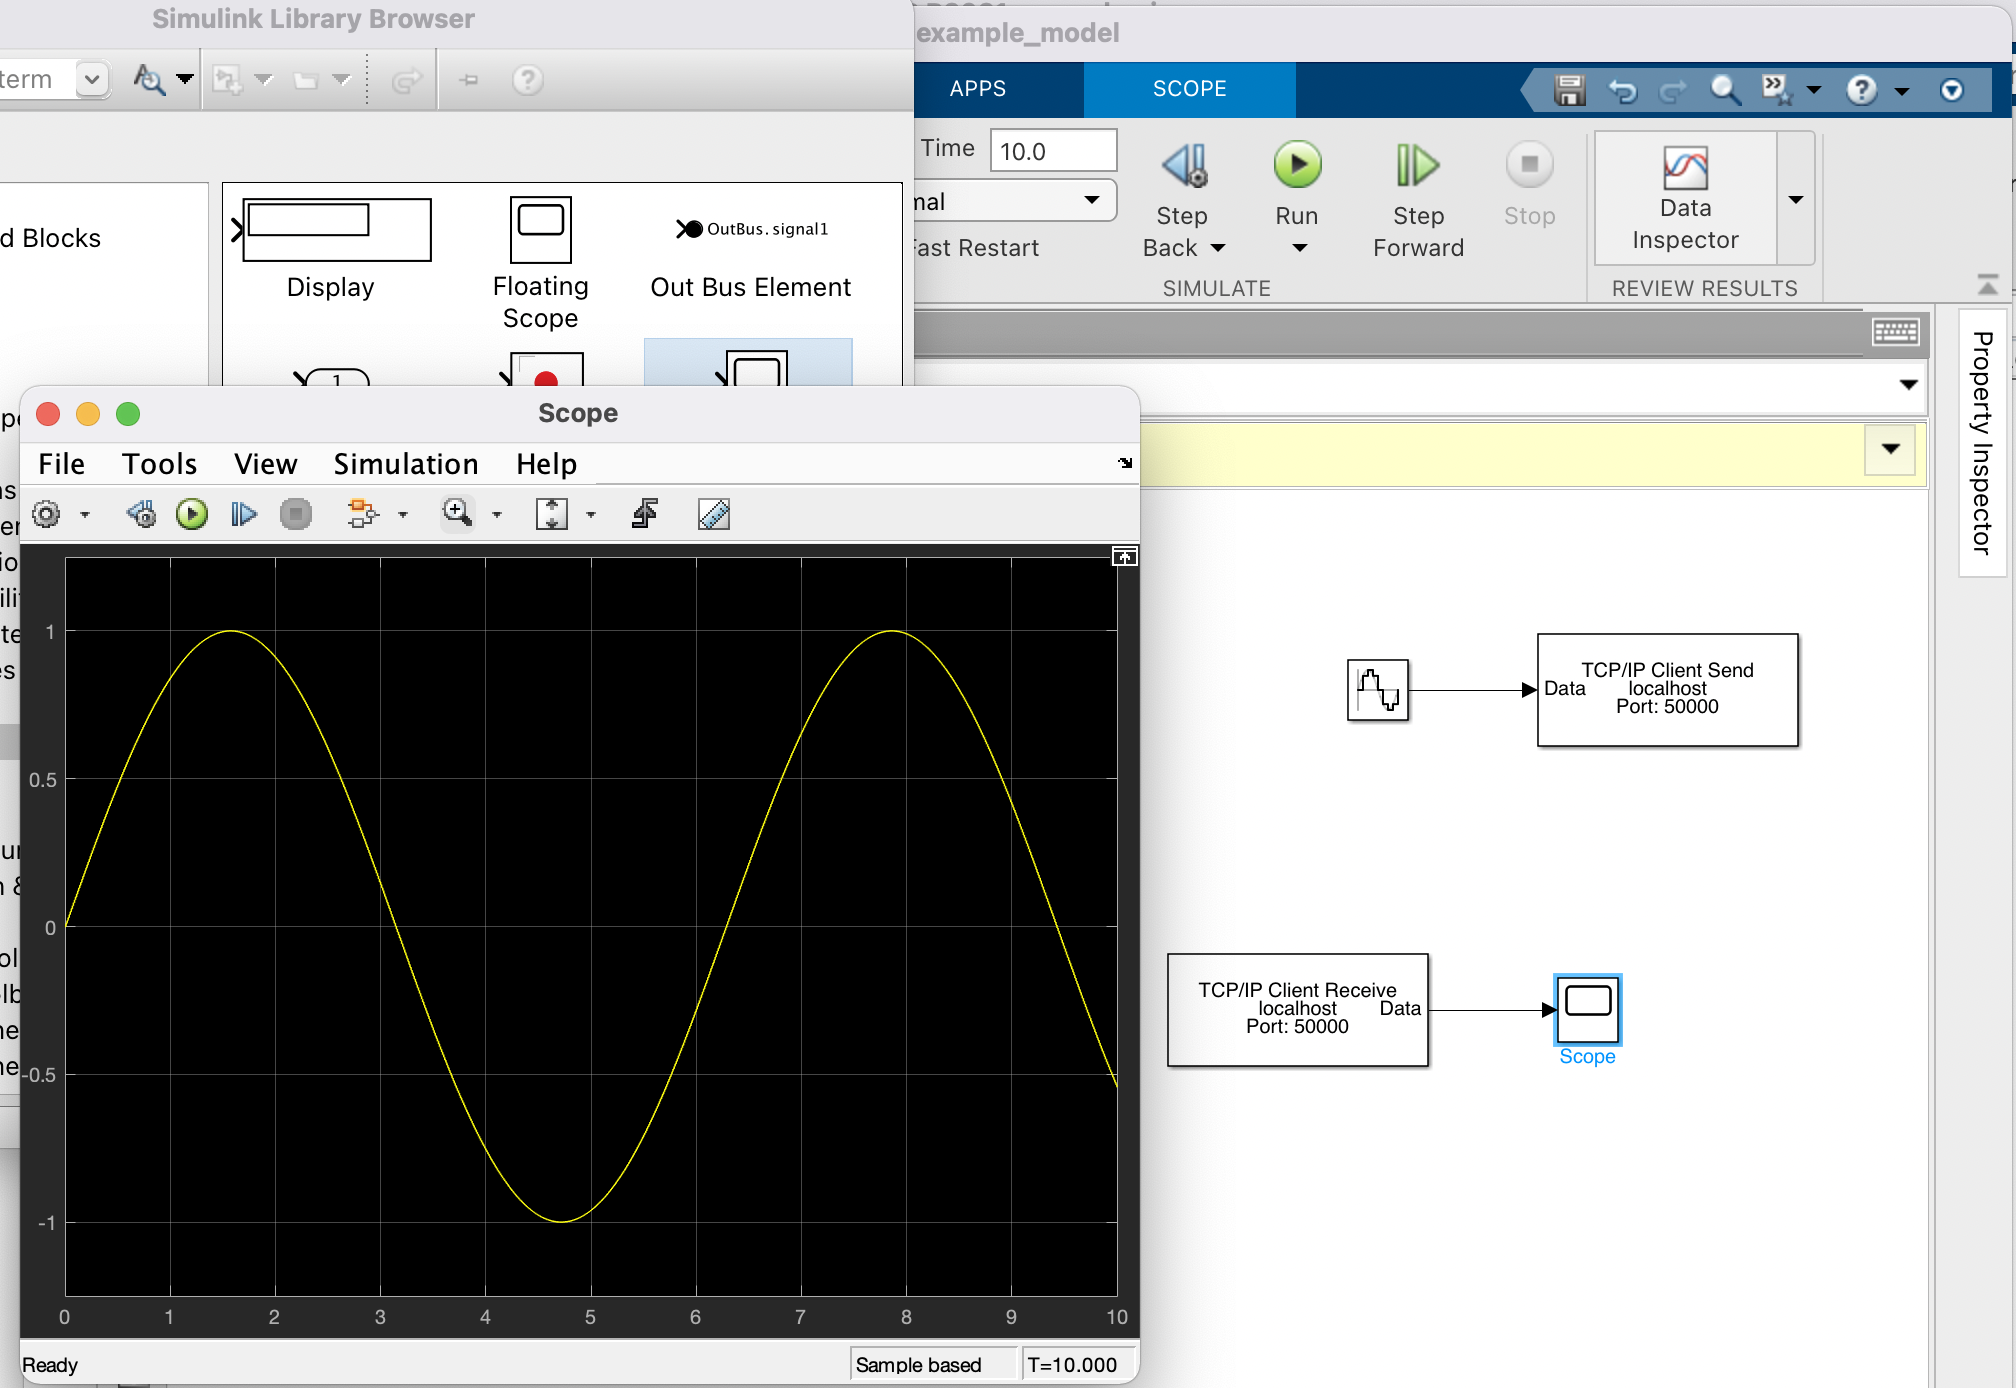 Simulink Library Browser
example_model
term
APPS
SCOPE
Time
10.0
Step
Back
Run
Step
Forward
Stop
Data
Inspector
Fast Restart
SIMULATE
REVIEW RESULTS
d Blocks
Display
Floating
Scope
OutBus.signal1
Out Bus Element
1
Property Inspector
Scope
File
Tools
View
Simulation
Help
1
0.5
0
-0.5
-1
0
1
2
3
4
5
6
7
8
9
10
Ready
Sample based
T=10.000
TCP/IP Client Send
Data
localhost
Port: 50000
TCP/IP Client Receive
localhost
Data
Port: 50000
Scope